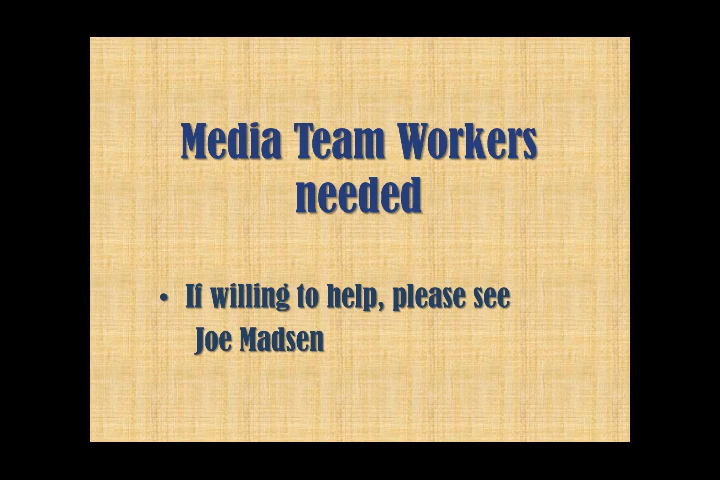 Media Team Workers
needed
• If willing to help, please see
Joe Madsen